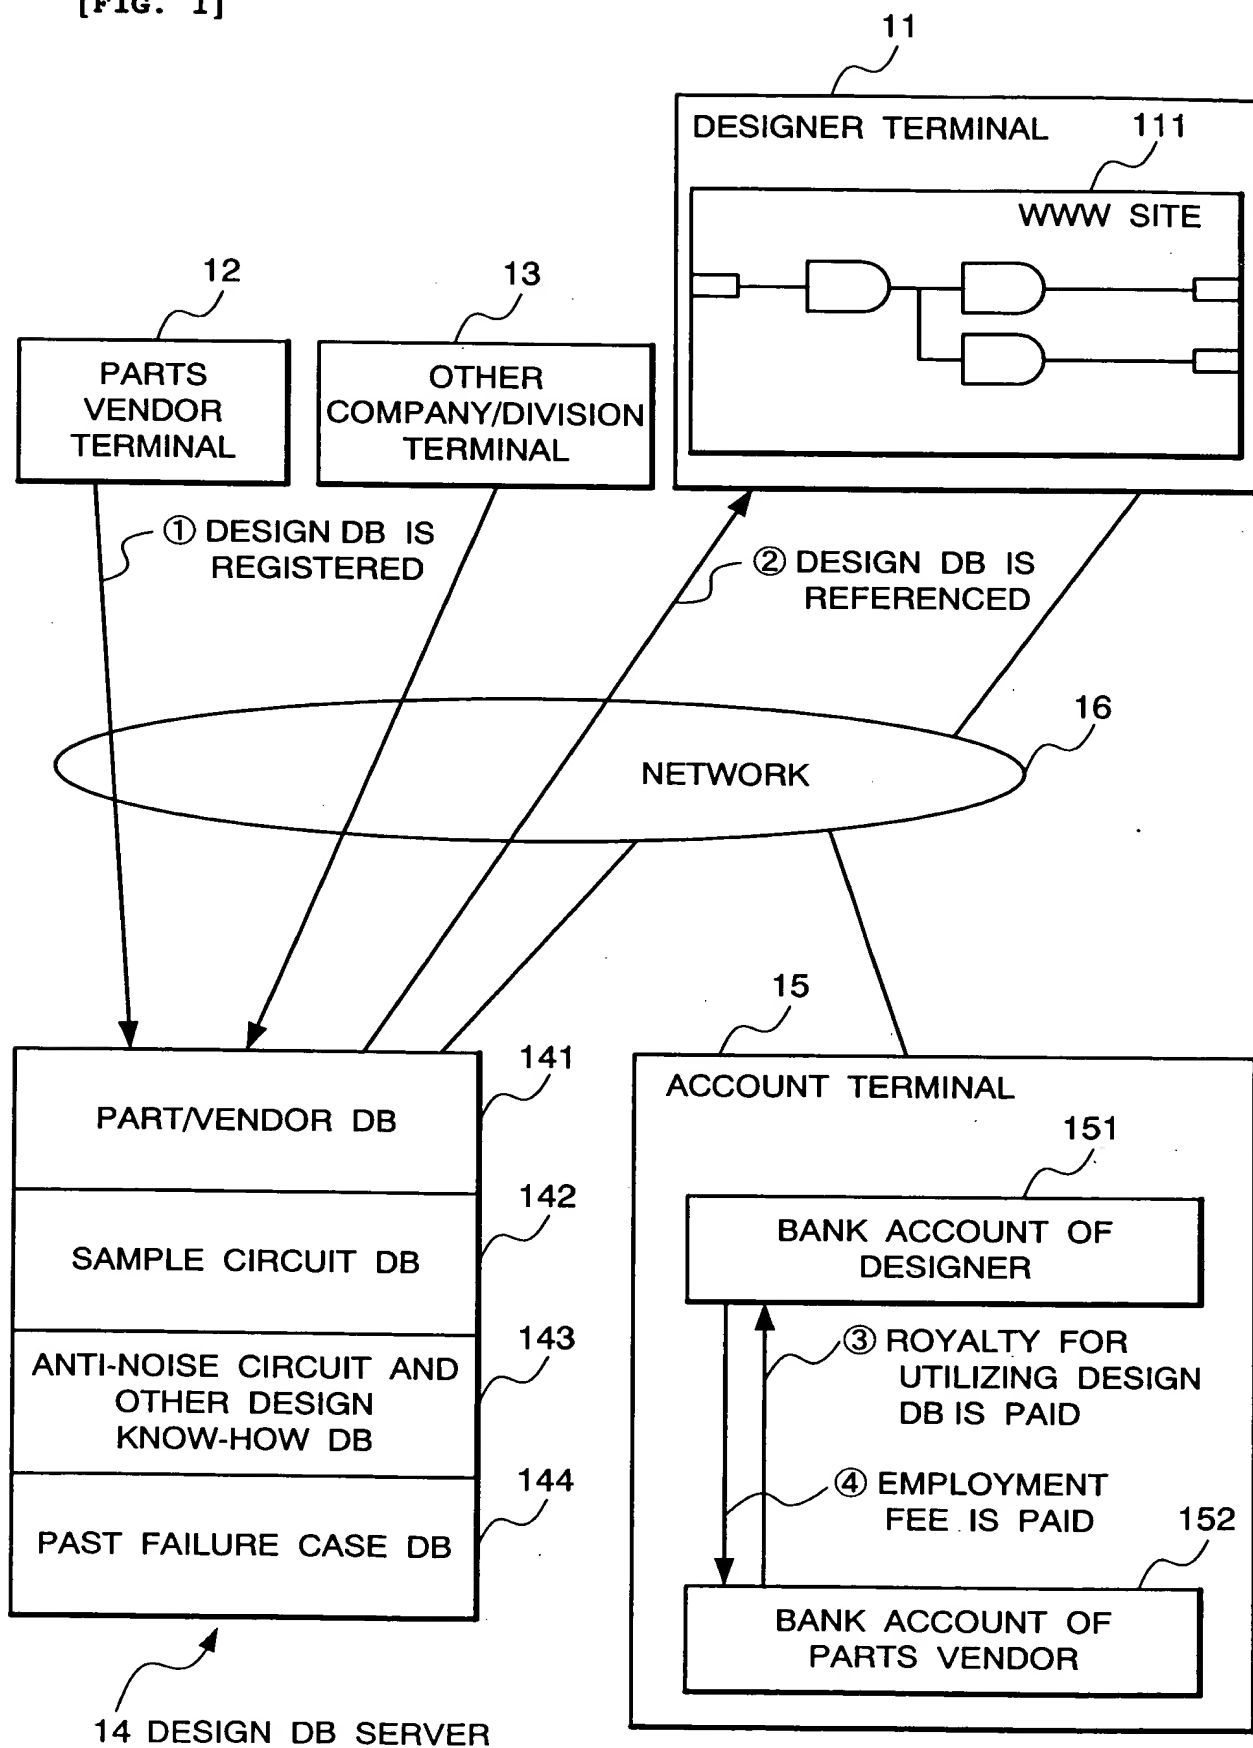 [FIG. 1]
11
DESIGNER TERMINAL
111
WWW SITE
12
13
PARTS
VENDOR
TERMINAL
OTHER
COMPANY/DIVISION
TERMINAL
① DESIGN DB IS
REGISTERED
② DESIGN DB IS
REFERENCED
16
NETWORK
15
141
PART/VENDOR DB
142
SAMPLE CIRCUIT DB
143
ANTI-NOISE CIRCUIT AND
OTHER DESIGN
KNOW-HOW DB
144
PAST FAILURE CASE DB
14 DESIGN DB SERVER
ACCOUNT TERMINAL
151
BANK ACCOUNT OF
DESIGNER
③ ROYALTY FOR
UTILIZING DESIGN
DB IS PAID
④ EMPLOYMENT
FEE IS PAID
152
BANK ACCOUNT OF
PARTS VENDOR